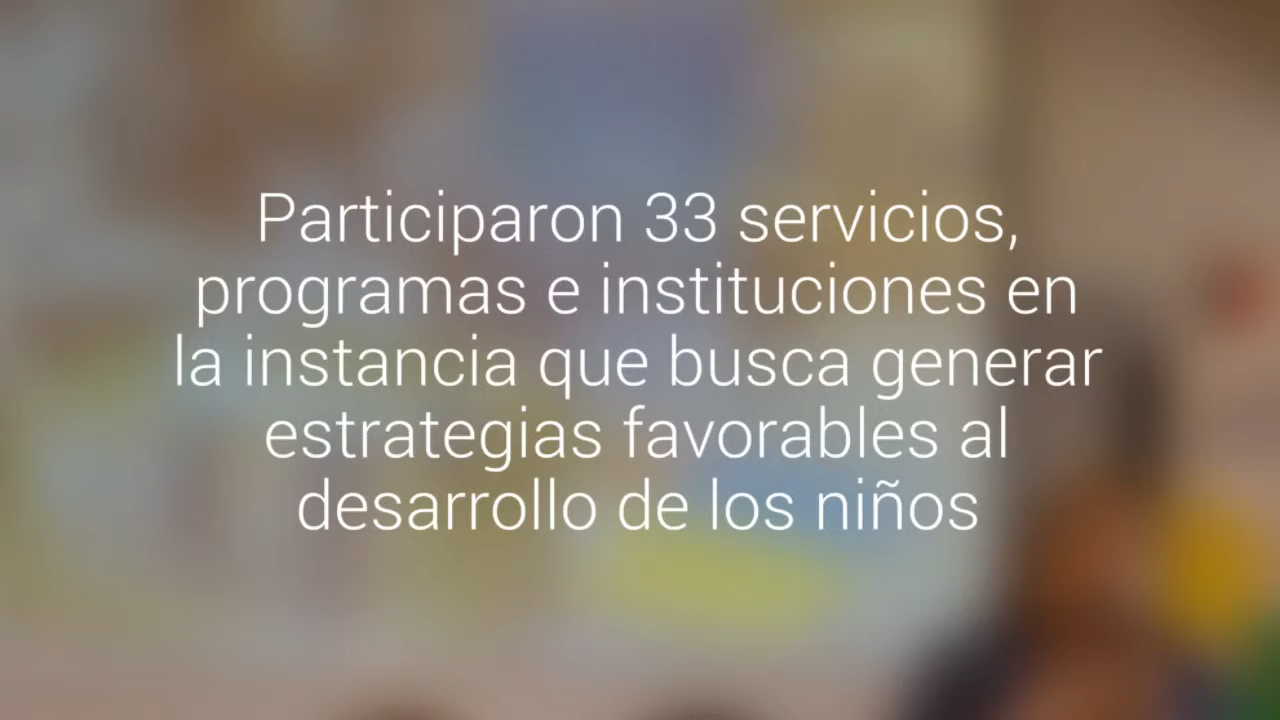 Participaron 33 servicios,
programas e instituciones en
la instancia que busca generar
estrategias favorables al
desarrollo de los niños